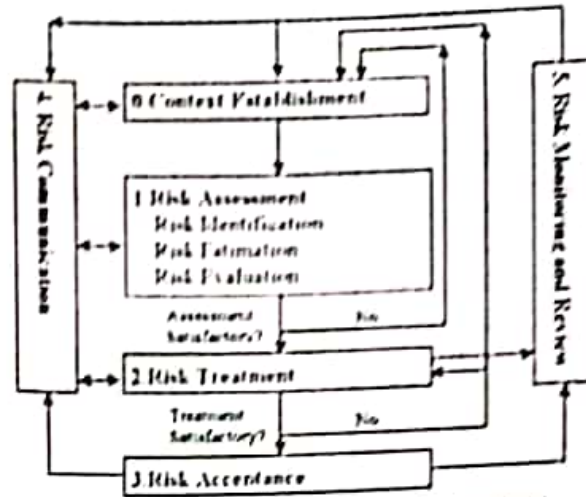 0.Context Establishment
4. Risk Communication
5. Risk Monitoring and Review
1.Risk Assessment
Risk Identification
Risk Estimation
Risk Evaluation
Assessment
Satisfactory?
No
2.Risk Treatment
Treatment
Satisfactory?
No
3.Risk Acceptance